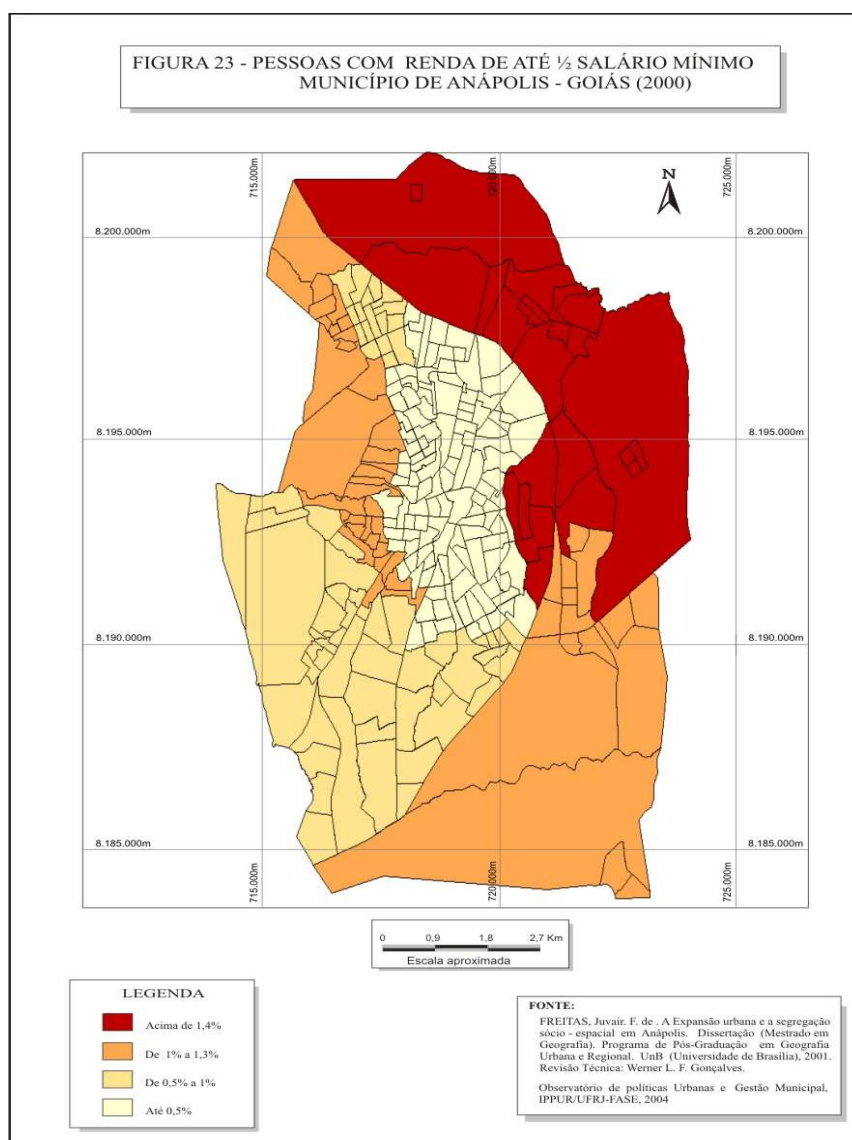 FIGURA 23 - PESSOAS COM RENDA DE ATÉ ½ SALÁRIO MÍNIMO
MUNICÍPIO DE ANÁPOLIS - GOIÁS (2000)
715.000m
720.000m
725.000m
N
8.200.000m
8.200.000m
8.195.000m
8.195.000m
8.190.000m
8.190.000m
8.185.000m
8.185.000m
715.000m
720.000m
725.000m
0 0,9 1,8 2,7 Km
Escala aproximada
LEGENDA
Acima de 1,4%
De 1% a 1,3%
De 0,5% a 1%
Até 0,5%
FONTE:
FREITAS, Juvair. F. de . A Expansão urbana e a segregação
sócio - espacial em Anápolis. Dissertação (Mestrado em
Geografia). Programa de Pós-Graduação em Geografia
Urbana e Regional. UnB (Universidade de Brasília), 2001.
Revisão Técnica: Werner L. F. Gonçalves.
Observatório de políticas Urbanas e Gestão Municipal,
IPPUR/UFRJ-FASE, 2004